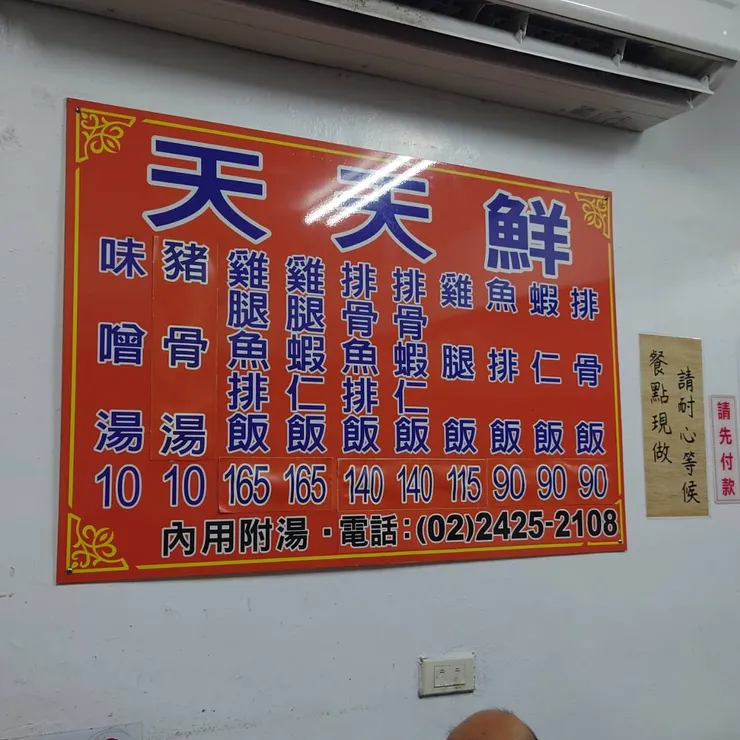 天天鮮
排骨飯 90
蝦仁飯 90
魚排飯 90
雞腿飯 115
排骨蝦仁飯 140
排骨魚排飯 140
雞腿蝦仁飯 165
雞腿魚排飯 165
豬骨湯 10
味噌湯 10
內用附湯・電話:(02)2425-2108
請耐心等候
餐點現做
請先付款